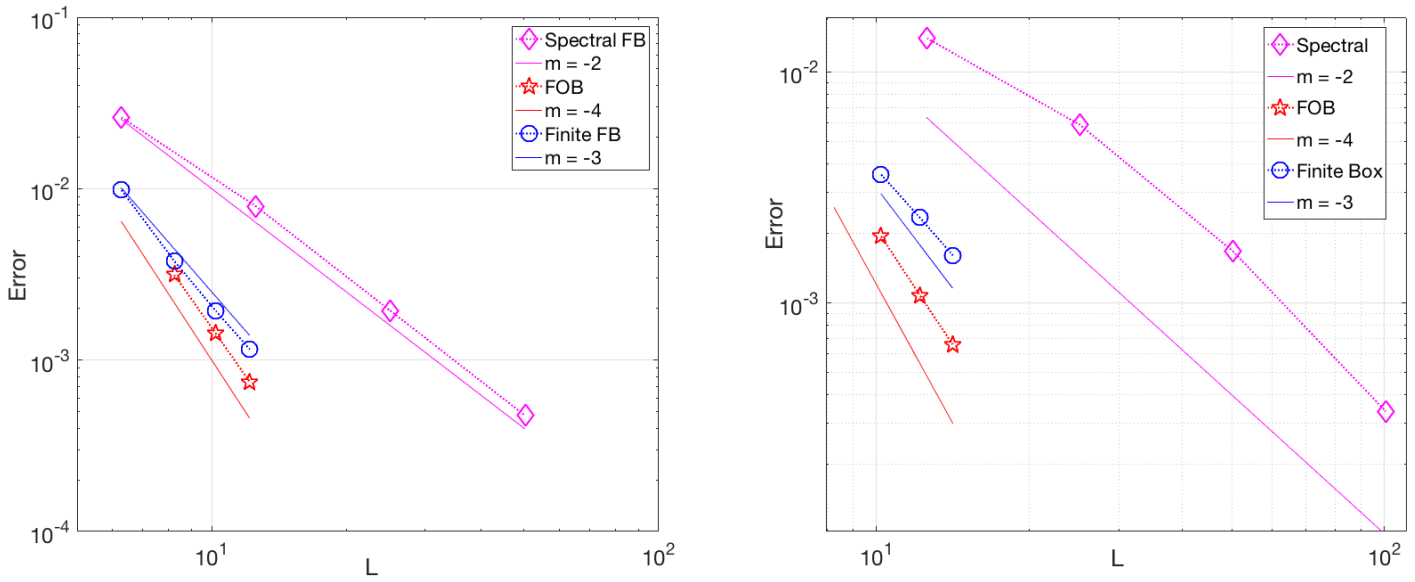 10^-1
10^-2
10^-3
10^-4
Error
10^1
10^2
L
Spectral FB
m = -2
FOB
m = -4
Finite FB
m = -3
10^-2
10^-3
Error
10^1
10^2
L
Spectral
m = -2
FOB
m = -4
Finite Box
m = -3